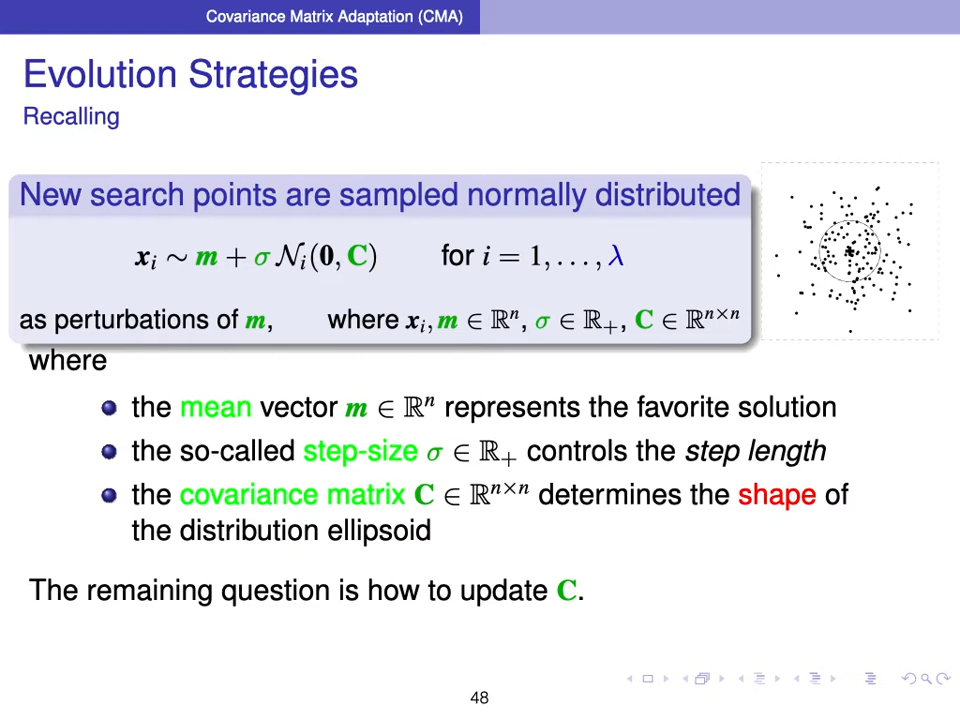 Covariance Matrix Adaptation (CMA)
Evolution Strategies
Recalling
New search points are sampled normally distributed
xᵢ ∼ m + σ 𝒩ᵢ(0, C) for i = 1, . . . , λ
as perturbations of m, where xᵢ, m ∈ ℝⁿ, σ ∈ ℝ₊, C ∈ ℝⁿˣⁿ
where
the mean vector m ∈ ℝⁿ represents the favorite solution
the so-called step-size σ ∈ ℝ₊ controls the step length
the covariance matrix C ∈ ℝⁿˣⁿ determines the shape of
the distribution ellipsoid
The remaining question is how to update C.
48